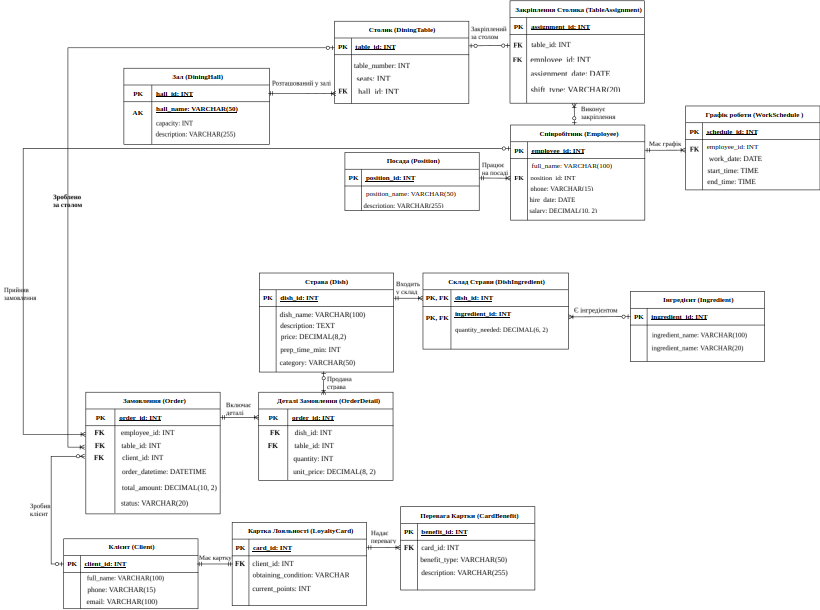 Закріплення Столика (TableAssignment)
PK assignment_id: INT
FK table_id: INT
FK employee_id: INT
assignment_date: DATE
shift_type: VARCHAR(20)
Столик (DiningTable)
PK table_id: INT
table_number: INT
seats: INT
FK hall_id: INT
Закріплений
за столом
Зал (DiningHall)
PK hall_id: INT
AK hall_name: VARCHAR(50)
capacity: INT
description: VARCHAR(255)
Розташований у залі
Виконує
закріплення
Графік роботи (WorkSchedule )
PK schedule_id: INT
FK employee_id: INT
work_date: DATE
start_time: TIME
end_time: TIME
Співробітник (Employee)
PK employee_id: INT
full_name: VARCHAR(100)
FK position_id: INT
phone: VARCHAR(15)
hire_date: DATE
salary: DECIMAL(10, 2)
Має графік
Посада (Position)
PK position_id: INT
position_name: VARCHAR(50)
description: VARCHAR(255)
Працює
на посаді
Зроблено
за столом
Прийняв
замовлення
Страва (Dish)
PK dish_id: INT
dish_name: VARCHAR(100)
description: TEXT
price: DECIMAL(8,2)
prep_time_min: INT
category: VARCHAR(50)
Входить
у склад
Склад Страви (DishIngredient)
PK, FK dish_id: INT
PK, FK ingredient_id: INT
quantity_needed: DECIMAL(6, 2)
Є інгредієнтом
Інгредієнт (Ingredient)
PK ingredient_id: INT
ingredient_name: VARCHAR(100)
ingredient_name: VARCHAR(20)
Продана
страва
Замовлення (Order)
PK order_id: INT
FK employee_id: INT
FK table_id: INT
FK client_id: INT
order_datetime: DATETIME
total_amount: DECIMAL(10, 2)
status: VARCHAR(20)
Включає
деталі
Деталі Замовлення (OrderDetail)
PK order_id: INT
FK dish_id: INT
FK table_id: INT
quantity: INT
unit_price: DECIMAL(8, 2)
Зробив
клієнт
Клієнт (Client)
PK client_id: INT
full_name: VARCHAR(100)
phone: VARCHAR(15)
email: VARCHAR(100)
Має картку
Картка Лояльності (LoyaltyCard)
PK card_id: INT
FK client_id: INT
obtaining_condition: VARCHAR
current_points: INT
Надає
перевагу
Перевага Картки (CardBenefit)
PK benefit_id: INT
FK card_id: INT
benefit_type: VARCHAR(50)
description: VARCHAR(255)